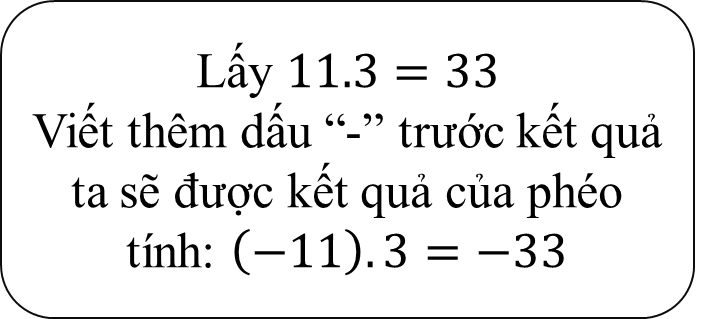 Lấy 11.3 = 33
Viết thêm dấu “-” trước kết quả
ta sẽ được kết quả của phéo
tính: (−11). 3 = −33